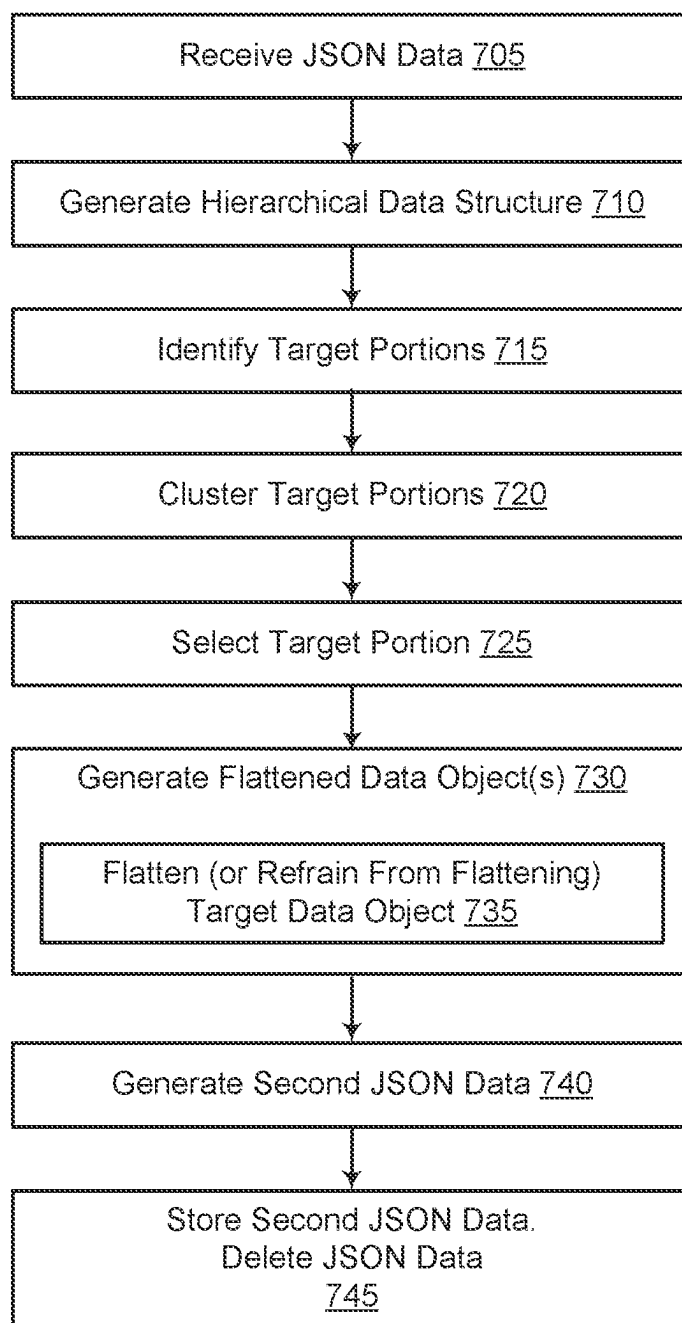 Receive JSON Data 705
Generate Hierarchical Data Structure 710
Identify Target Portions 715
Cluster Target Portions 720
Select Target Portion 725
Generate Flattened Data Object(s) 730
Flatten (or Refrain From Flattening)
Target Data Object 735
Generate Second JSON Data 740
Store Second JSON Data.
Delete JSON Data
745